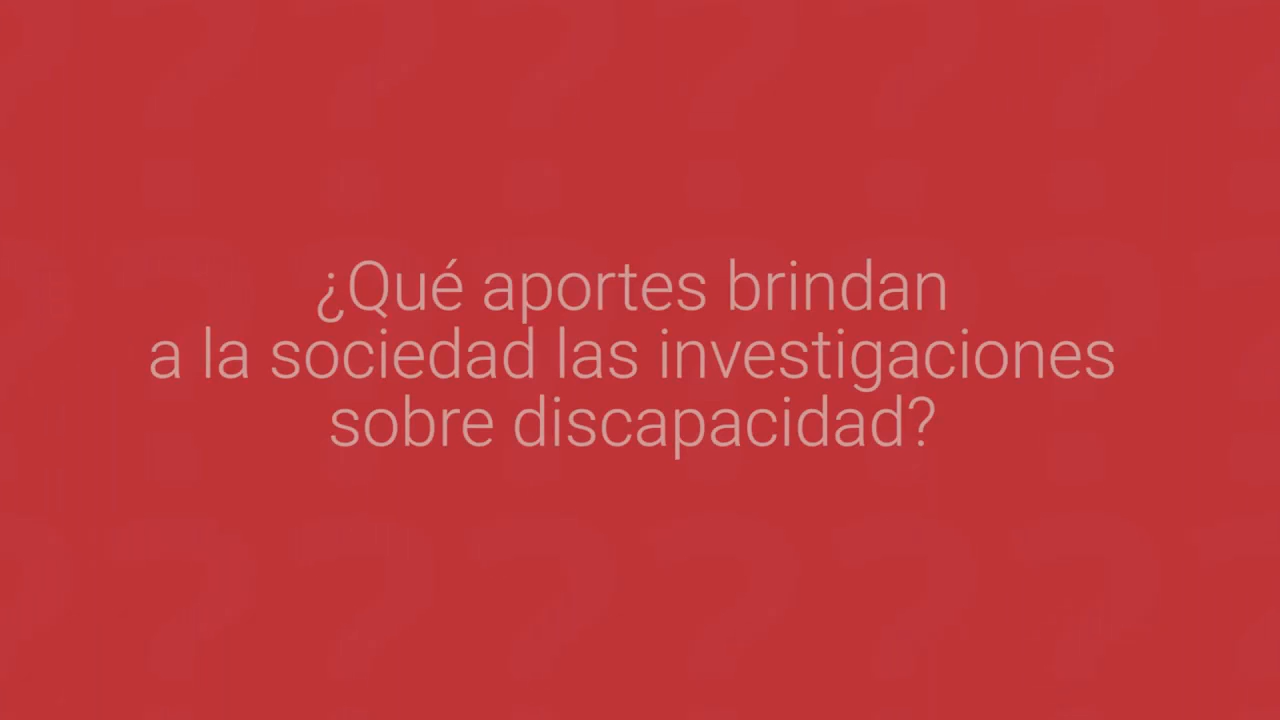 ¿Qué aportes brindan
a la sociedad las investigaciones
sobre discapacidad?